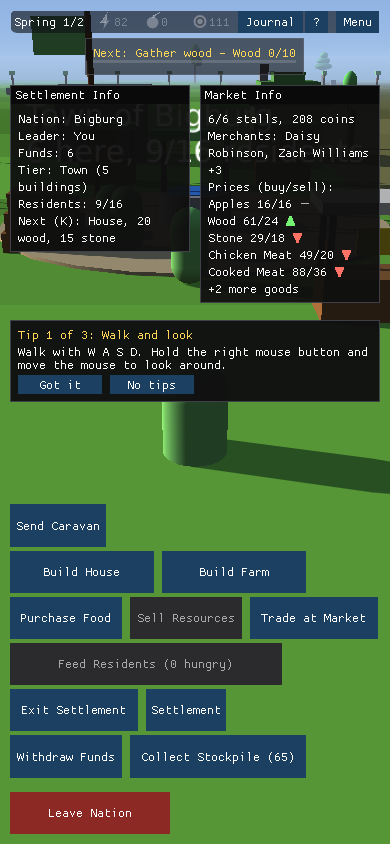 Spring 1/2 82 0 111 Journal ? Menu
Next: Gather wood – Wood 0/10
Settlement Info
Nation: Bigburg
Leader: You
Funds: 6
Tier: Town (5
buildings)
Residents: 9/16
Next (K): House, 20
wood, 15 stone
Market Info
6/6 stalls, 208 coins
Merchants: Daisy
Robinson, Zach Williams
+3
Prices (buy/sell):
Apples 16/16 —
Wood 61/24 ▲
Stone 29/18 ▼
Chicken Meat 49/20 ▼
Cooked Meat 88/36 ▼
+2 more goods
Tip 1 of 3: Walk and look
Walk with W A S D. Hold the right mouse button and
move the mouse to look around.
Got it No tips
Send Caravan
Build House Build Farm
Purchase Food Sell Resources Trade at Market
Feed Residents (0 hungry)
Exit Settlement Settlement
Withdraw Funds Collect Stockpile (65)
Leave Nation